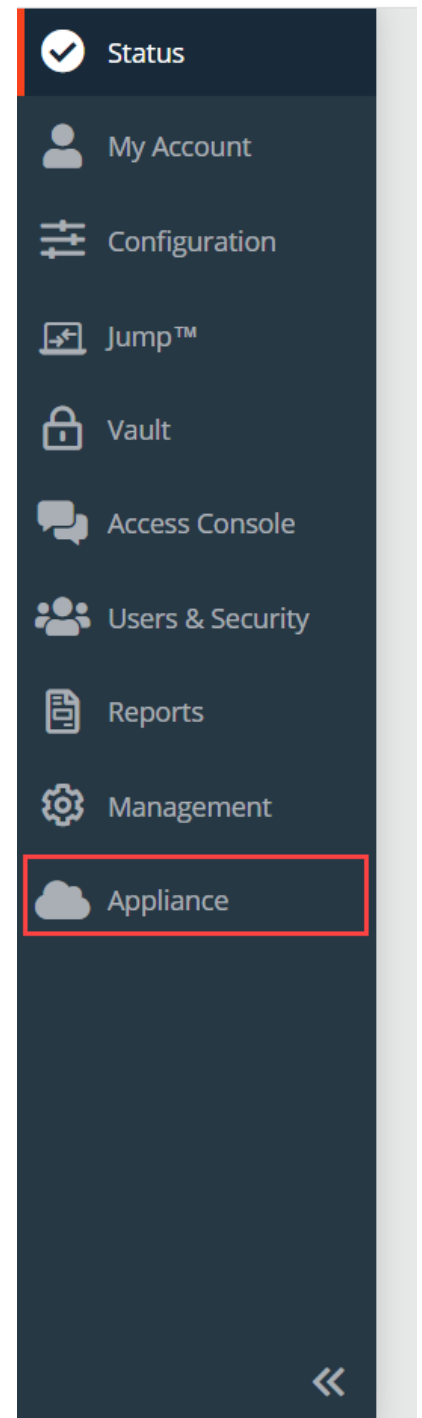 Status
My Account
Configuration
Jump™
Vault
Access Console
Users & Security
Reports
Management
Appliance